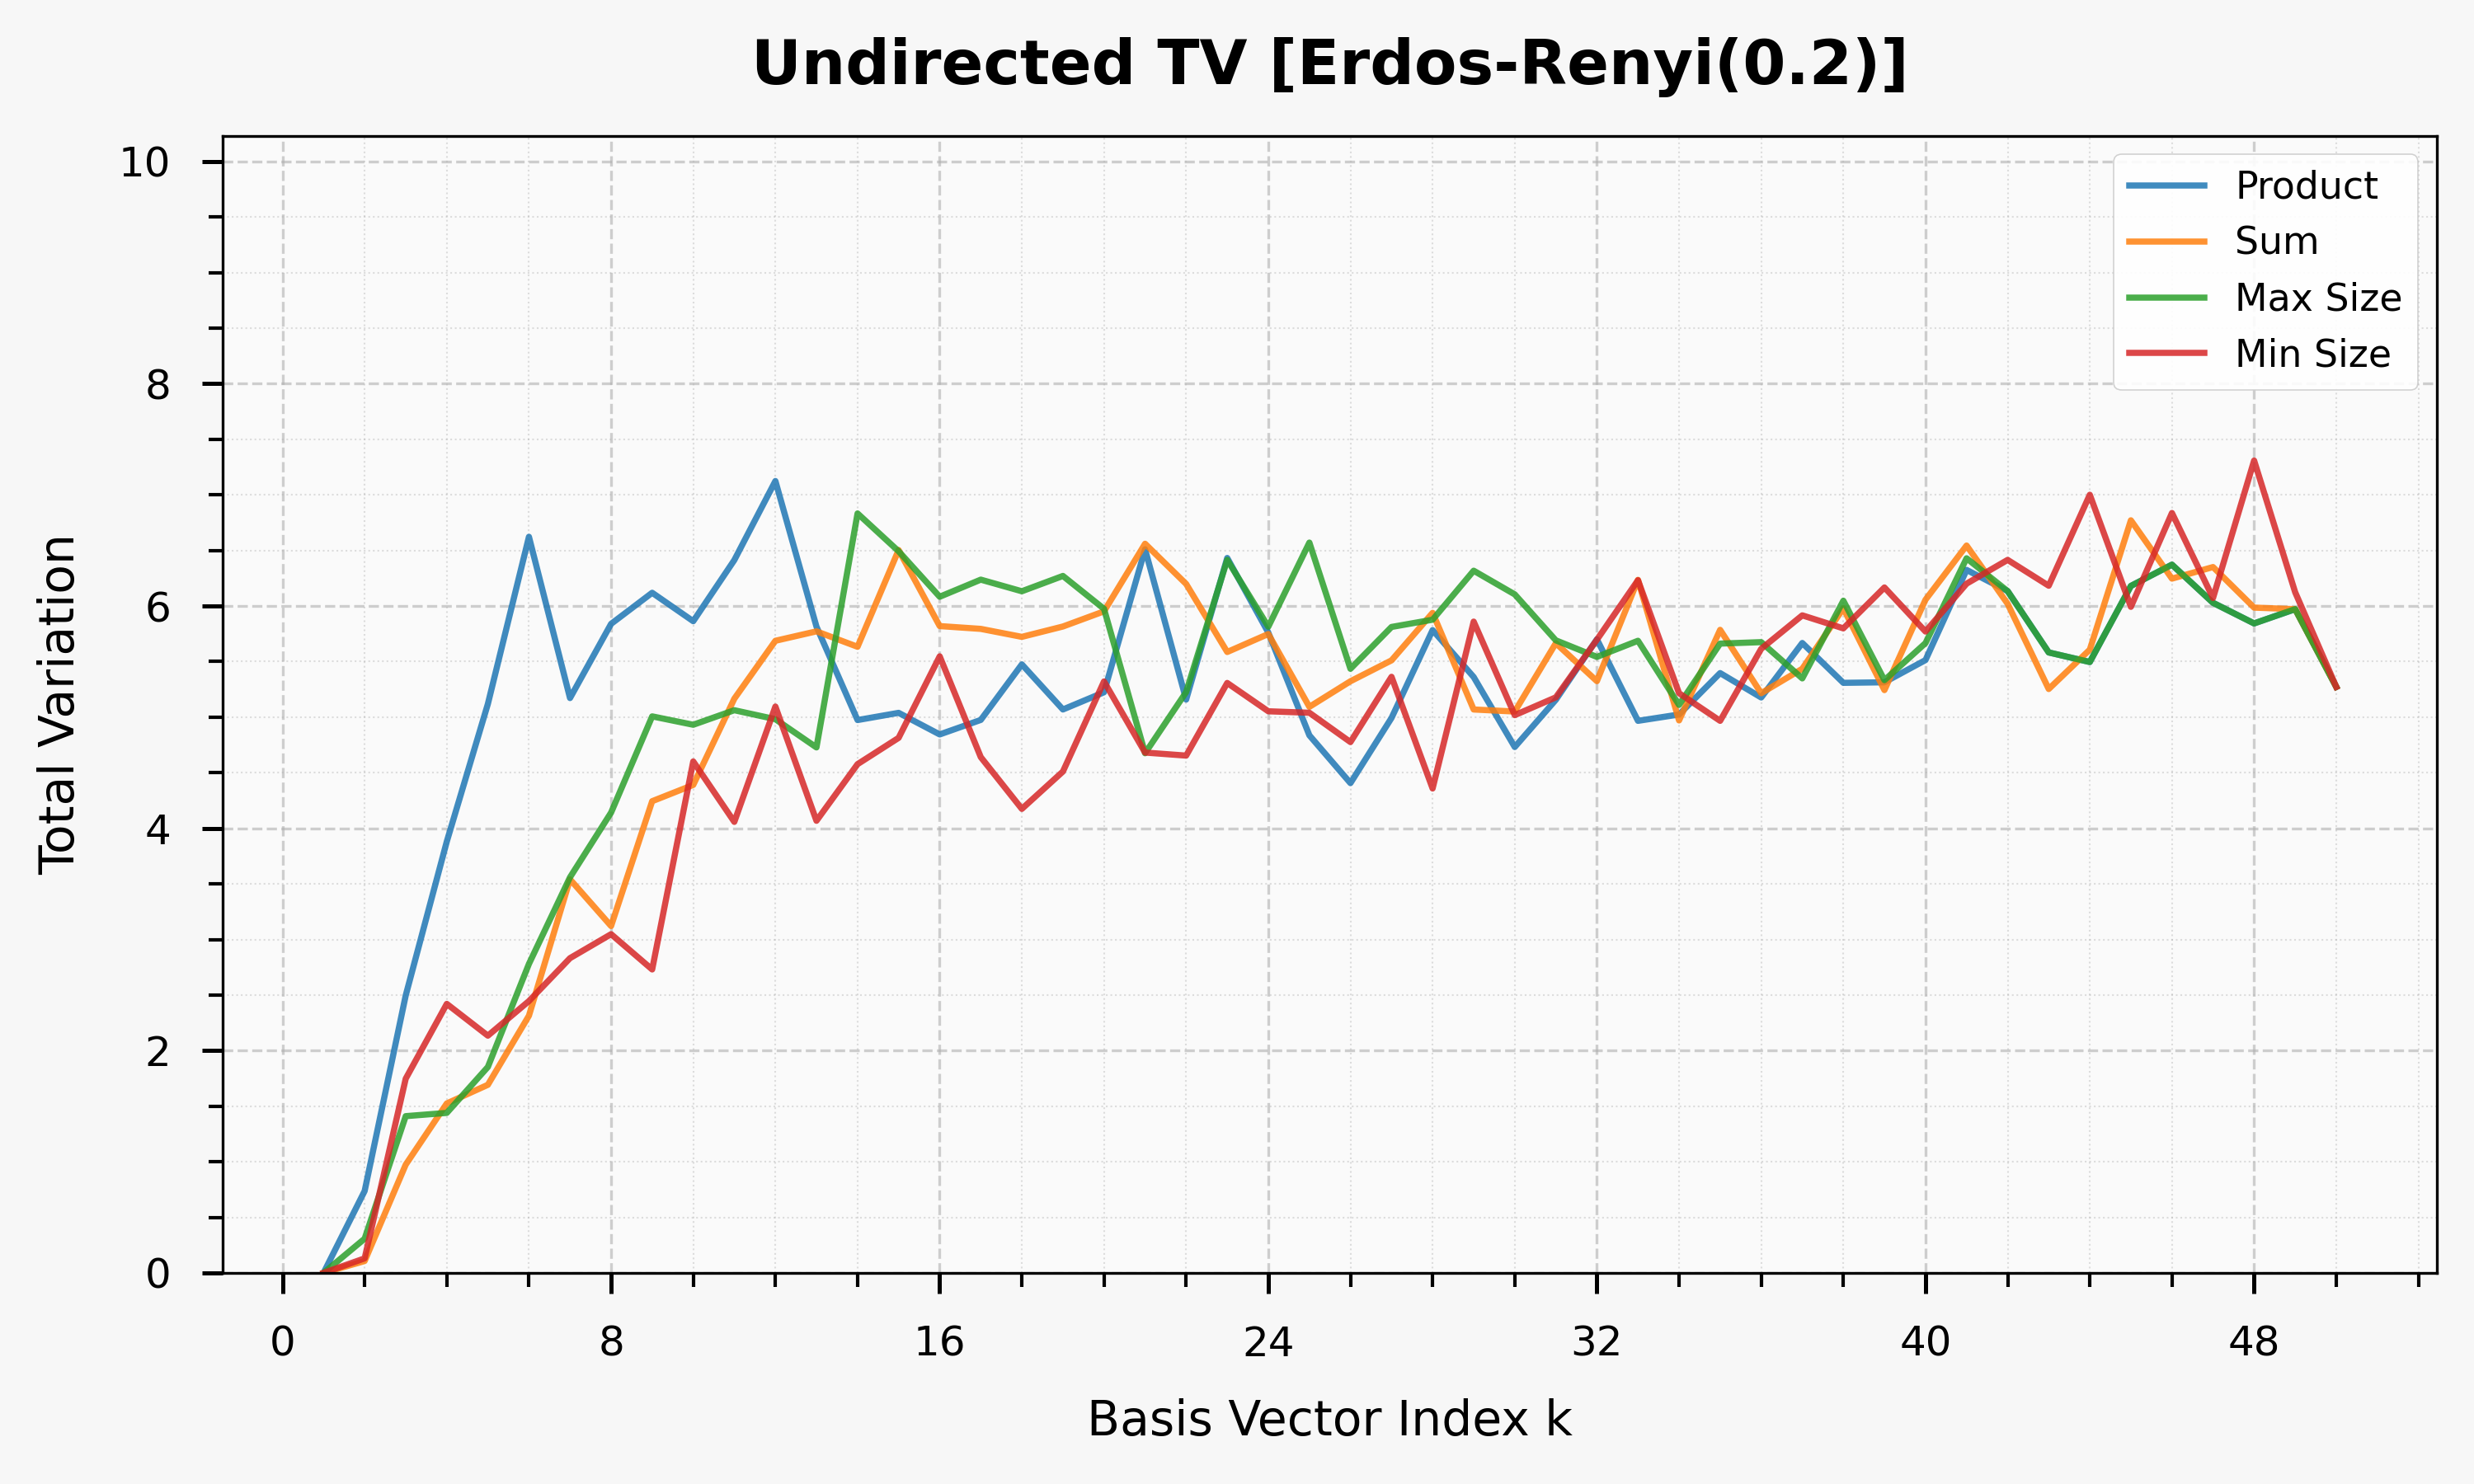 Undirected TV [Erdos-Renyi(0.2)]
10
8
6
4
2
0
Total Variation
Product
Sum
Max Size
Min Size
0 8 16 24 32 40 48
Basis Vector Index k